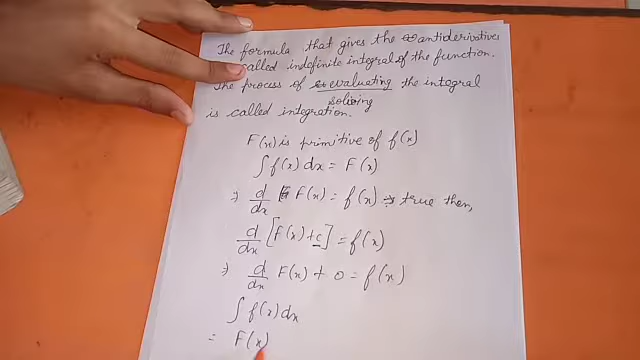 The formula that gives the antiderivatives
called indefinite integral of the function.
The process of evaluating the integral
solving
is called integration.
F(x) is primitive of f(x)
∫f(x)dx = F(x)
⇒ d/dx F(x) = f(x) ⇒ true then,
d/dx [F(x)+c] = f(x)
⇒ d/dx F(x) + 0 = f(x)
∫f(x)dx
= F(x)